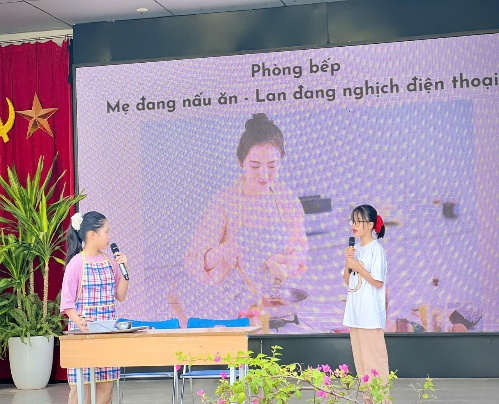 Phòng bếp
Mẹ đang nấu ăn - Lan đang nghịch điện thoại